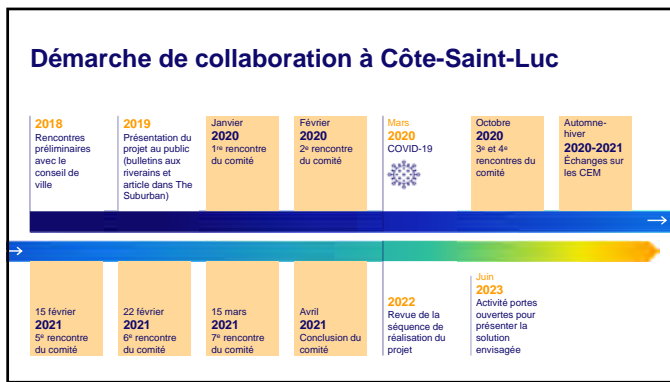 Démarche de collaboration à Côte-Saint-Luc
2018
Rencontres
préliminaires
avec le
conseil de
ville
2019
Présentation du
projet au public
(bulletins aux
riverains et
article dans The
Suburban)
Janvier
2020
1re rencontre
du comité
Février
2020
2e rencontre
du comité
Mars
2020
COVID-19
Octobre
2020
3e et 4e
rencontres du
comité
Automne-
hiver
2020-2021
Échanges sur
les CEM
15 février
2021
5e rencontre
du comité
22 février
2021
6e rencontre
du comité
15 mars
2021
7e rencontre
du comité
Avril
2021
Conclusion du
comité
2022
Revue de la
séquence de
réalisation du
projet
Juin
2023
Activité portes
ouvertes pour
présenter la
solution
envisagée